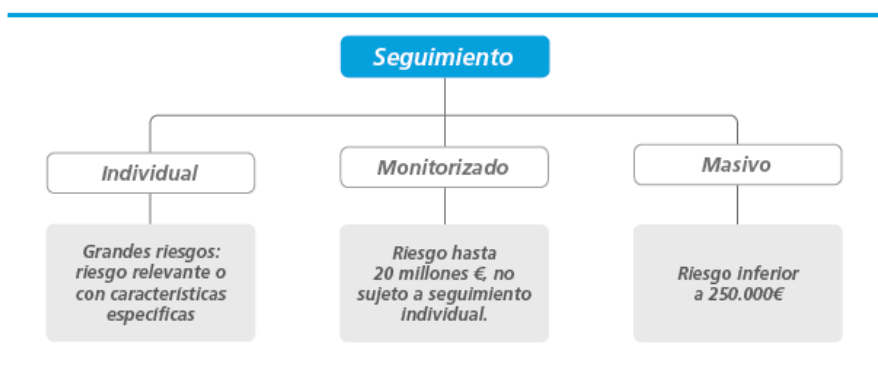 Seguimiento
Individual
Monitorizado
Masivo
Grandes riesgos:
riesgo relevante o
con características
específicas
Riesgo hasta
20 millones €, no
sujeto a seguimiento
individual.
Riesgo inferior
a 250.000€